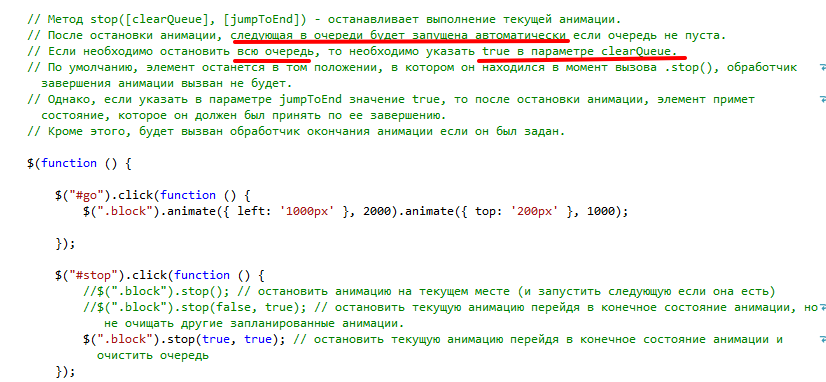 // Метод stop([clearQueue], [jumpToEnd]) - останавливает выполнение текущей анимации.
// После остановки анимации, следующая в очереди будет запущена автоматически если очередь не пуста.
// Если необходимо остановить всю очередь, то необходимо указать true в параметре clearQueue.
// По умолчанию, элемент останется в том положении, в котором он находился в момент вызова .stop(), обработчик
завершения анимации вызван не будет.
// Однако, если указать в параметре jumpToEnd значение true, то после остановки анимации, элемент примет
состояние, которое он должен был принять по ее завершению.
// Кроме этого, будет вызван обработчик окончания анимации если он был задан.
$(function () {
$("#go").click(function () {
$(".block").animate({ left: '1000px' }, 2000).animate({ top: '200px' }, 1000);
});
$("#stop").click(function () {
//$(".block").stop(); // остановить анимацию на текущем месте (и запустить следующую если она есть)
//$(".block").stop(false, true); // остановить текущую анимацию перейдя в конечное состояние анимации, но
не очищать другие запланированные анимации.
$(".block").stop(true, true); // остановить текущую анимацию перейдя в конечное состояние анимации и
очистить очередь
});